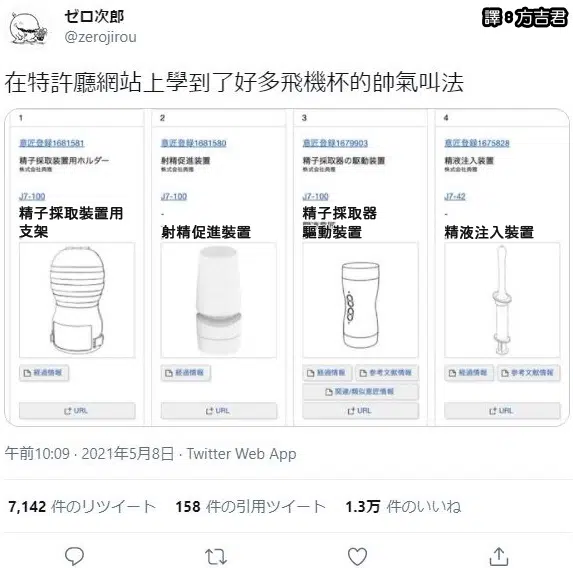 ゼロ次郎
@zerojirou
譯:方吉君
在特許廳網站上學到了好多飛機杯的帥氣叫法
1
意匠登録1681581
精子採取装置用ホルダー
株式会社典雅
J7-100
精子採取裝置用
支架
経過情報
URL
2
意匠登録1681580
射精促進装置
株式会社典雅
J7-100
-
射精促進裝置
経過情報
URL
3
意匠登録1679903
精子採取器の駆動装置
株式会社典雅
J7-100
精子採取器
驅動裝置
経過情報
参考文献情報
関連/類似意匠情報
URL
4
意匠登録1675828
精液注入装置
J7-42
-
精液注入裝置
経過情報
参考文献情報
URL
午前10:09 · 2021年5月8日 · Twitter Web App
7,142 件のリツイート 158 件の引用ツイート 1.3万 件のいいね